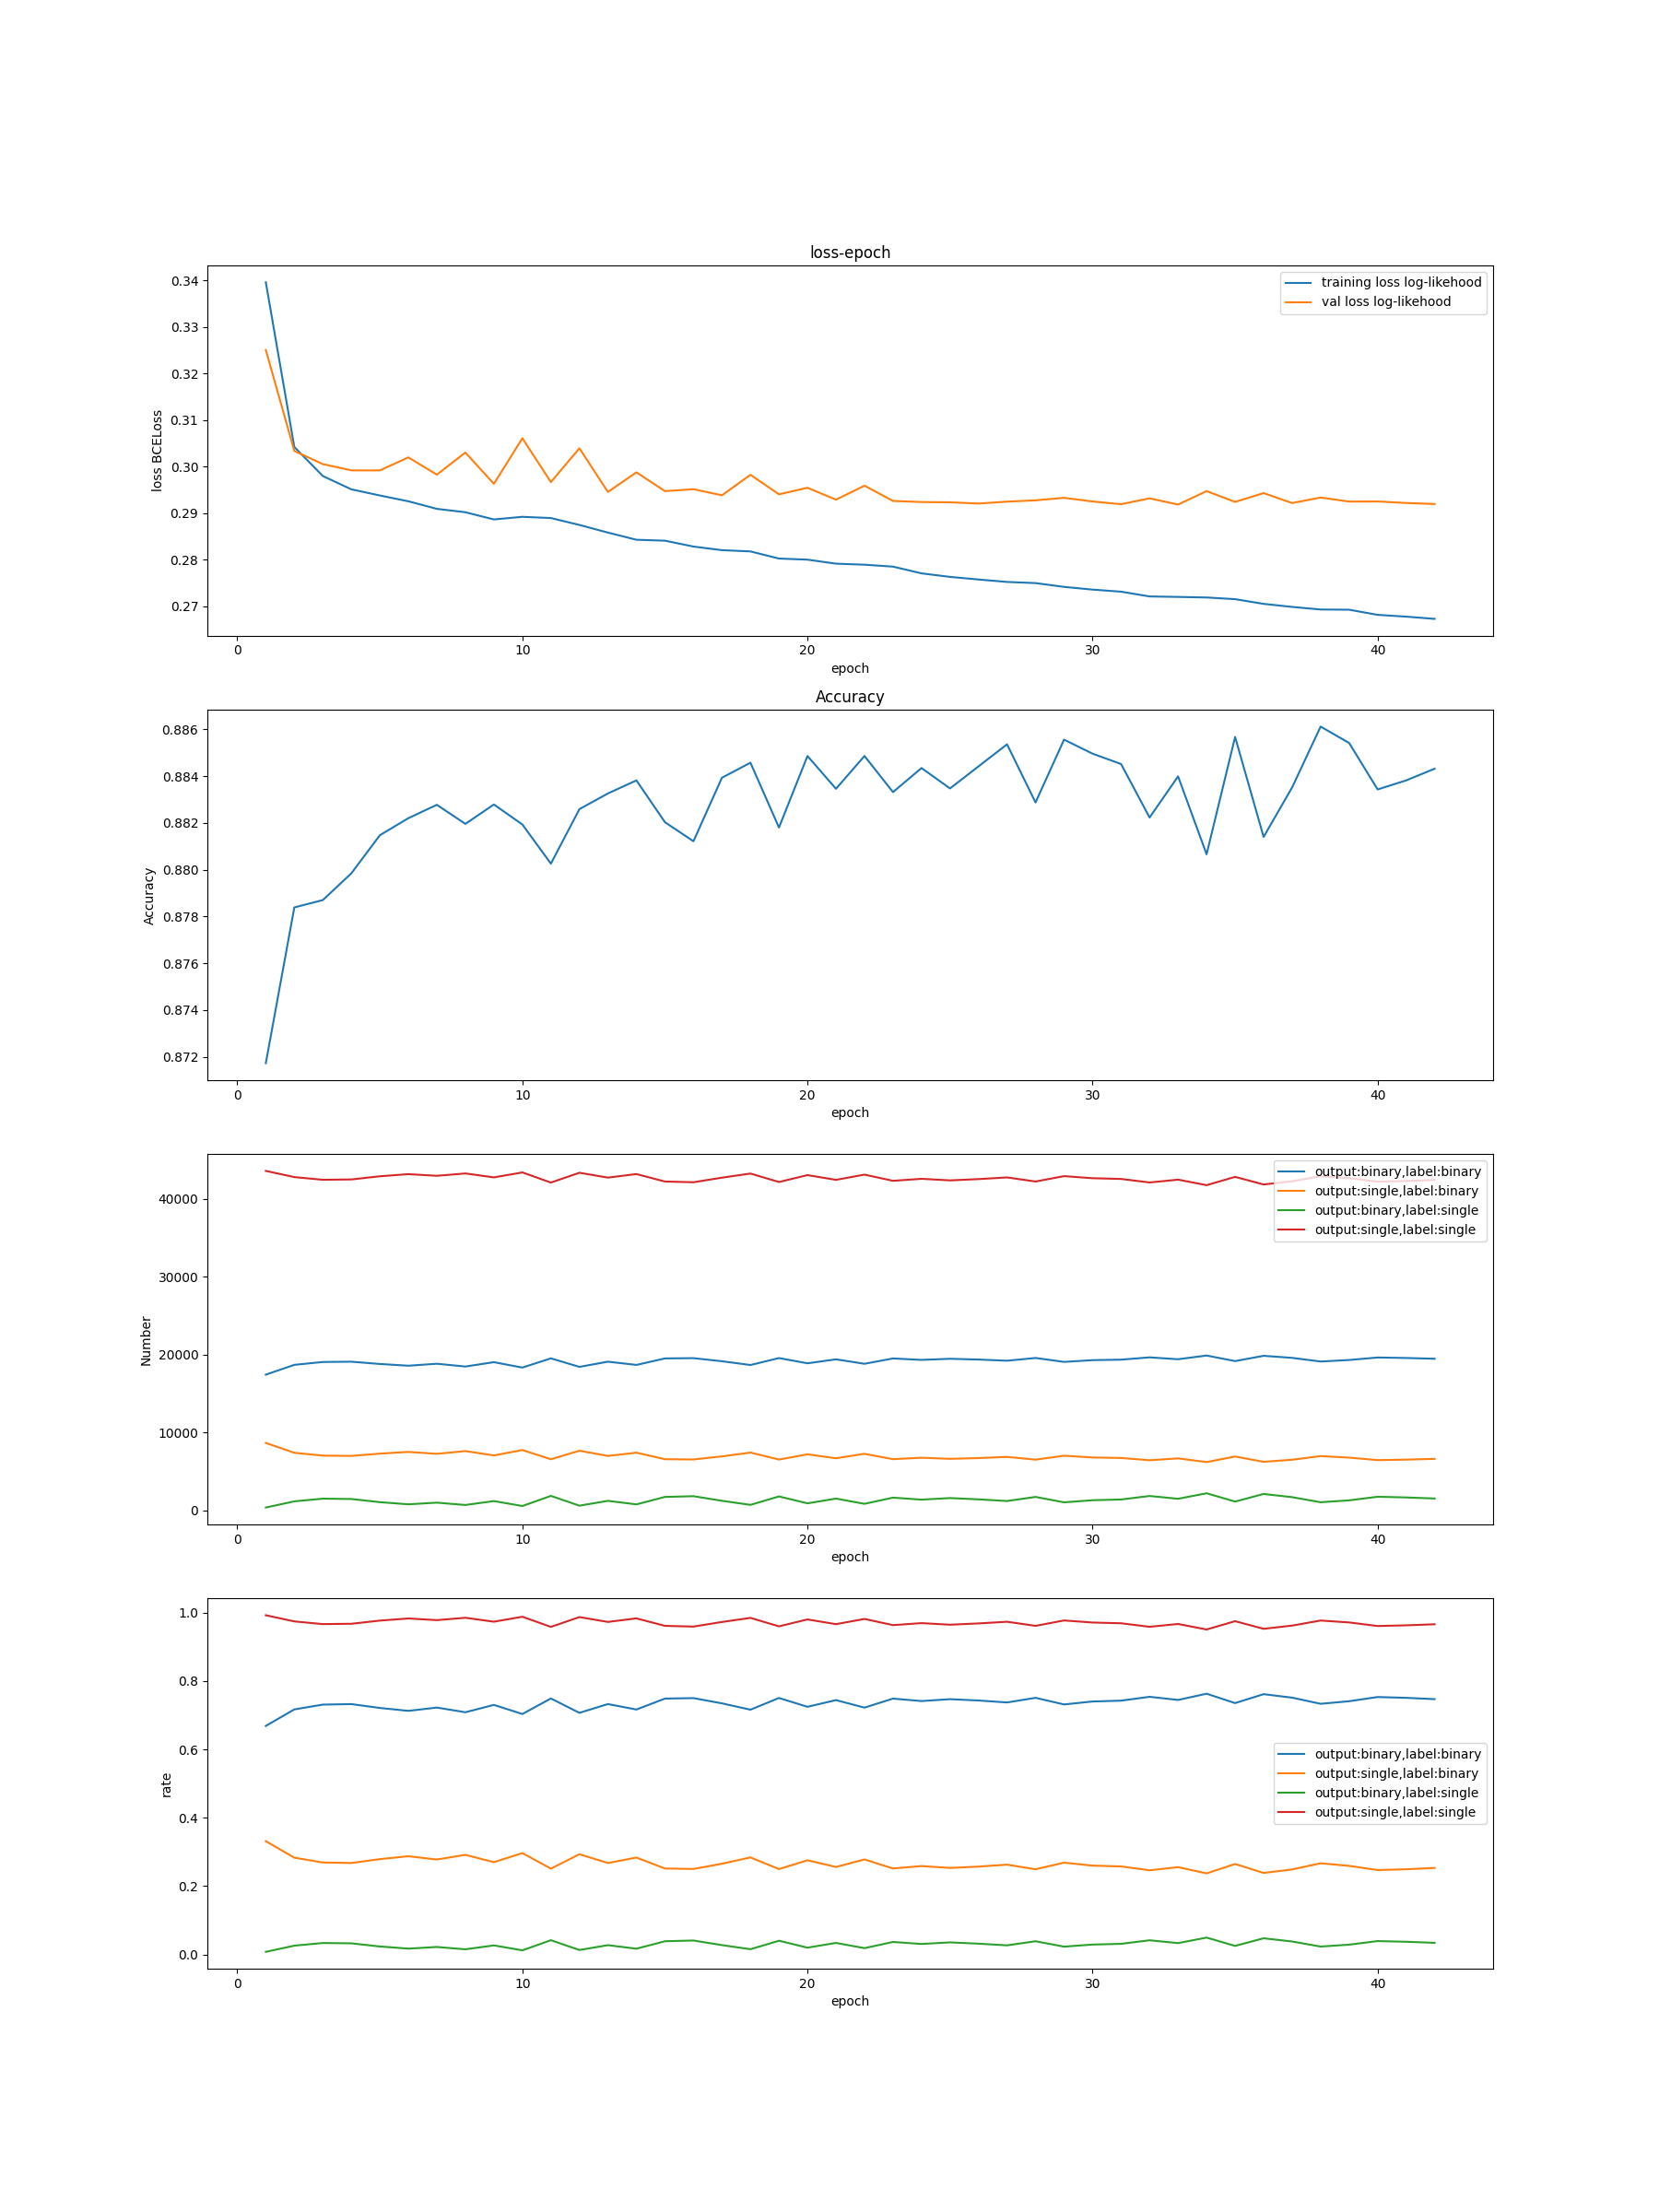 loss-epoch
0.34
0.33
0.32
0.31
0.30
0.29
0.28
0.27
loss BCELoss
training loss log-likehood
val loss log-likehood
0 10 20 30 40
epoch
Accuracy
0.886
0.884
0.882
0.880
0.878
0.876
0.874
0.872
Accuracy
0 10 20 30 40
epoch
40000
30000
20000
10000
0
Number
output:binary,label:binary
output:single,label:binary
output:binary,label:single
output:single,label:single
0 10 20 30 40
epoch
1.0
0.8
0.6
0.4
0.2
0.0
rate
output:binary,label:binary
output:single,label:binary
output:binary,label:single
output:single,label:single
0 10 20 30 40
epoch